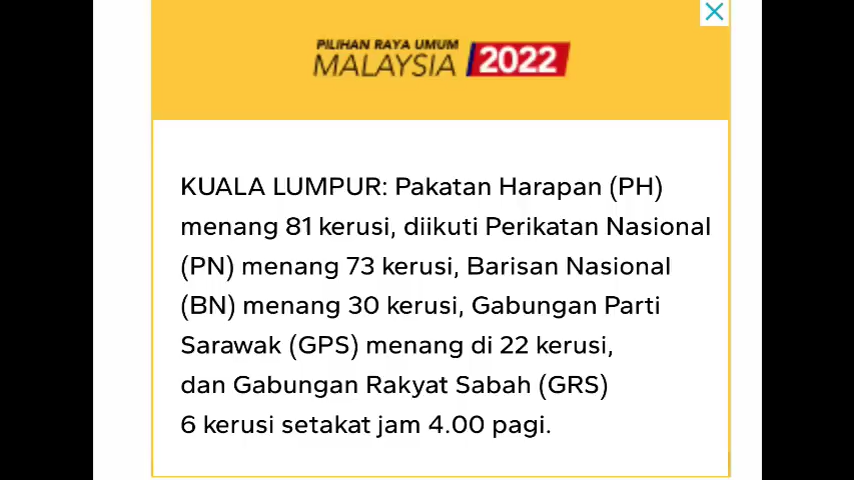 PILIHAN RAYA UMUM
MALAYSIA 2022
KUALA LUMPUR: Pakatan Harapan (PH)
menang 81 kerusi, diikuti Perikatan Nasional
(PN) menang 73 kerusi, Barisan Nasional
(BN) menang 30 kerusi, Gabungan Parti
Sarawak (GPS) menang di 22 kerusi,
dan Gabungan Rakyat Sabah (GRS)
6 kerusi setakat jam 4.00 pagi.